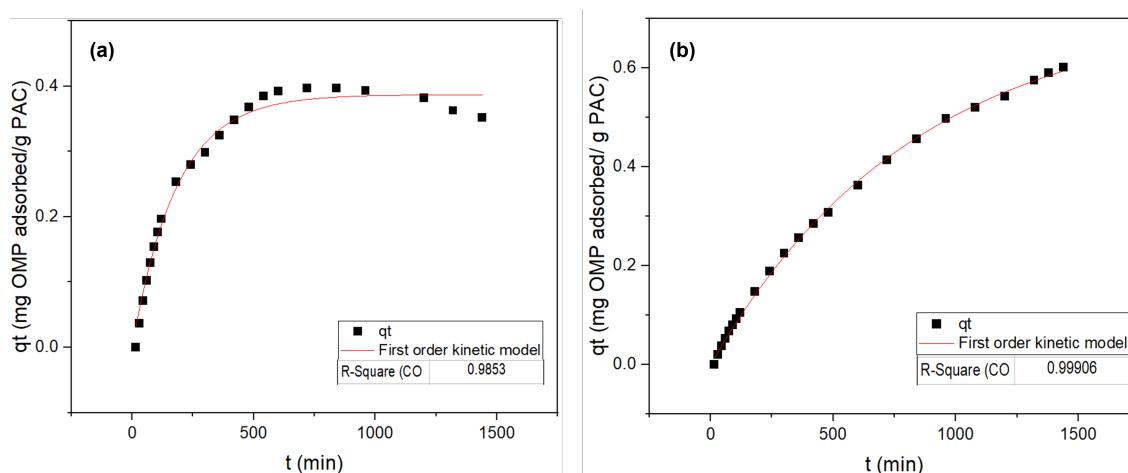 (a)
qt (mg OMP adsorbed/g PAC)
0.4
0.2
0.0
qt
First order kinetic model
R-Square (CO
0.9853
0
500
1000
1500
t (min)
(b)
qt (mg OMP adsorbed/ g PAC)
0.6
0.4
0.2
0.0
qt
First order kinetic model
R-Square (CO
0.99906
0
500
1000
1500
t (min)